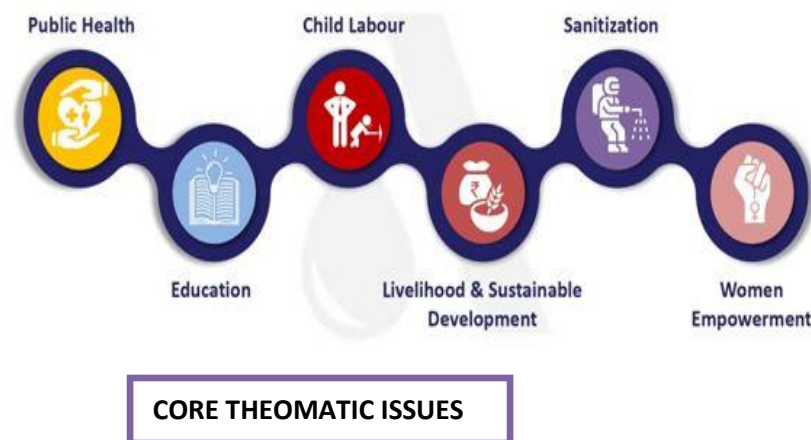 Public Health
Child Labour
Sanitization
₹
Education
Livelihood & Sustainable
Development
Women
Empowerment
CORE THEOMATIC ISSUES